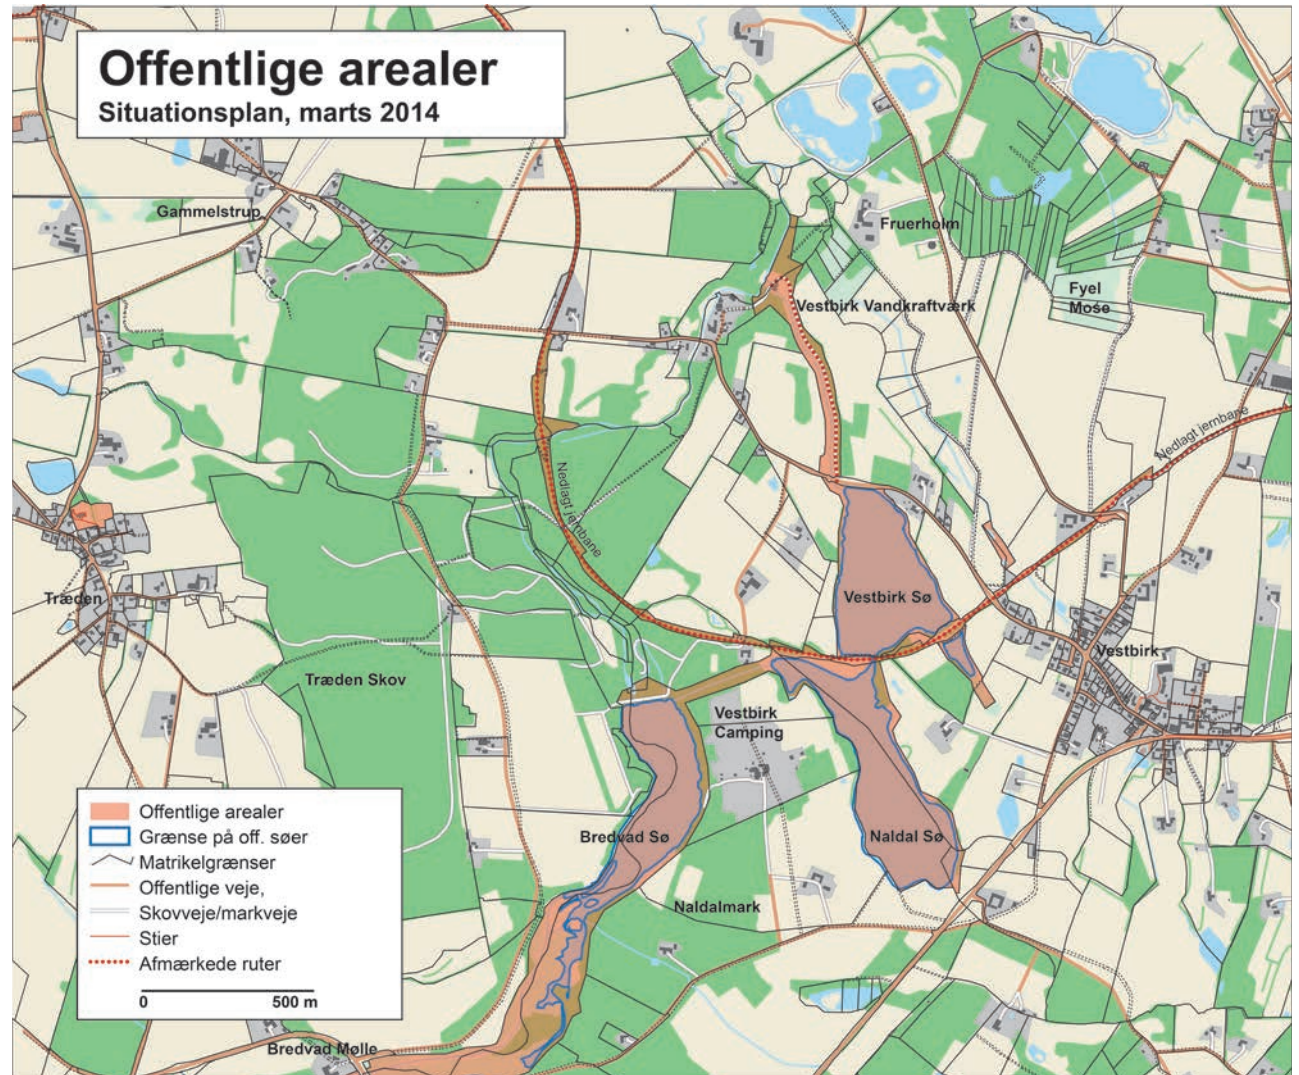 Offentlige arealer
Situationsplan, marts 2014
Gammelstrup
Fruerholm
Fyel
Mose
Vestbirk Vandkraftværk
Nedlagt jernbane
Nedlagt jernbane
Træden
Vestbirk Sø
Vestbirk
Træden Skov
Vestbirk
Camping
Bredvad Sø
Naldal Sø
Naldalmark
Offentlige arealer
Grænse på off. søer
Matrikelgrænser
Offentlige veje,
Skovveje/markveje
Stier
Afmærkede ruter
0 500 m
Bredvad Mølle